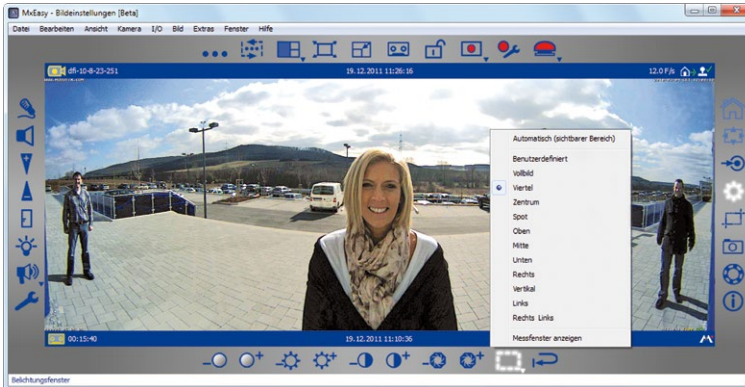 MxEasy - Bildeinstellungen [Beta]
Datei Bearbeiten Ansicht Kamera I/O Bild Extras Fenster Hilfe
dfi-10-8-23-251 19.12.2011 11:26:16 12.0 F/s
Automatisch (sichtbarer Bereich)
Benutzerdefiniert
Vollbild
Viertel
Zentrum
Spot
Oben
Mitte
Unten
Rechts
Vertikal
Links
Rechts Links
Messfenster anzeigen
00:15:40 19.12.2011 11:10:36
Belichtungsfenster